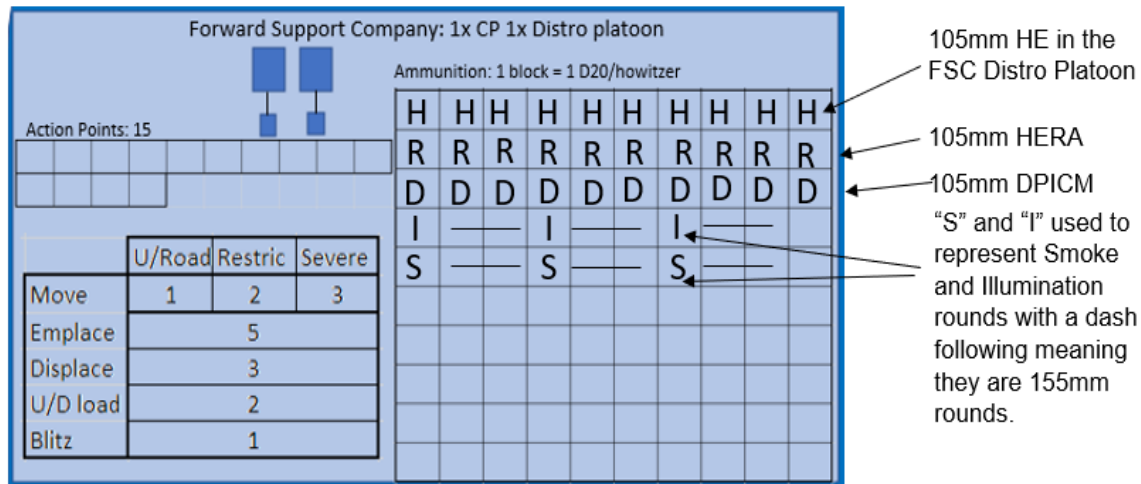 Forward Support Company: 1x CP 1x Distro platoon
Ammunition: 1 block = 1 D20/howitzer
Action Points: 15
H H H H H H H H H H
R R R R R R R R R R
D D D D D D D D D D
I — I — I —
S — S — S —
U/Road Restric Severe
Move 1 2 3
Emplace 5
Displace 3
U/D load 2
Blitz 1
105mm HE in the
FSC Distro Platoon
105mm HERA
105mm DPICM
“S” and “I” used to
represent Smoke
and Illumination
rounds with a dash
following meaning
they are 155mm
rounds.